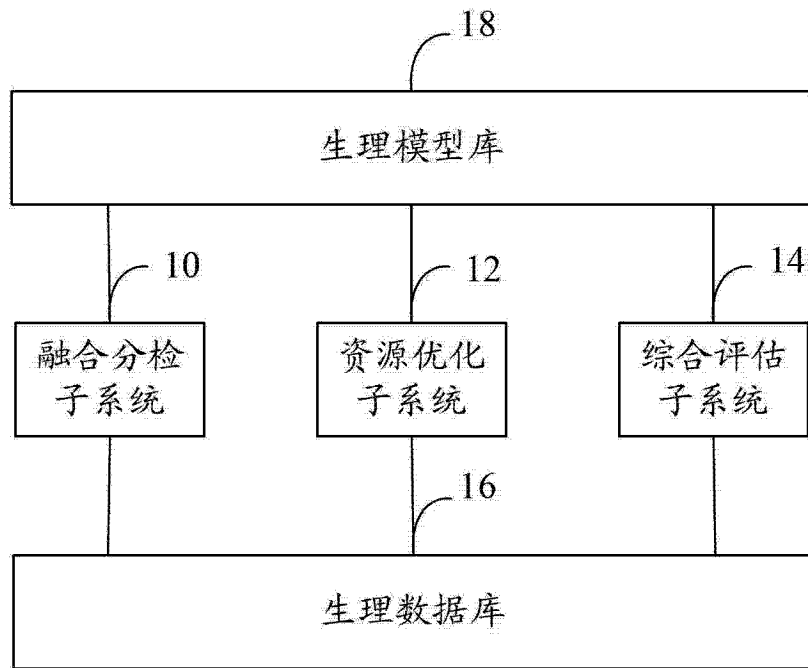 18
生理模型库
10
12
14
融合分检
子系统
资源优化
子系统
综合评估
子系统
16
生理数据库